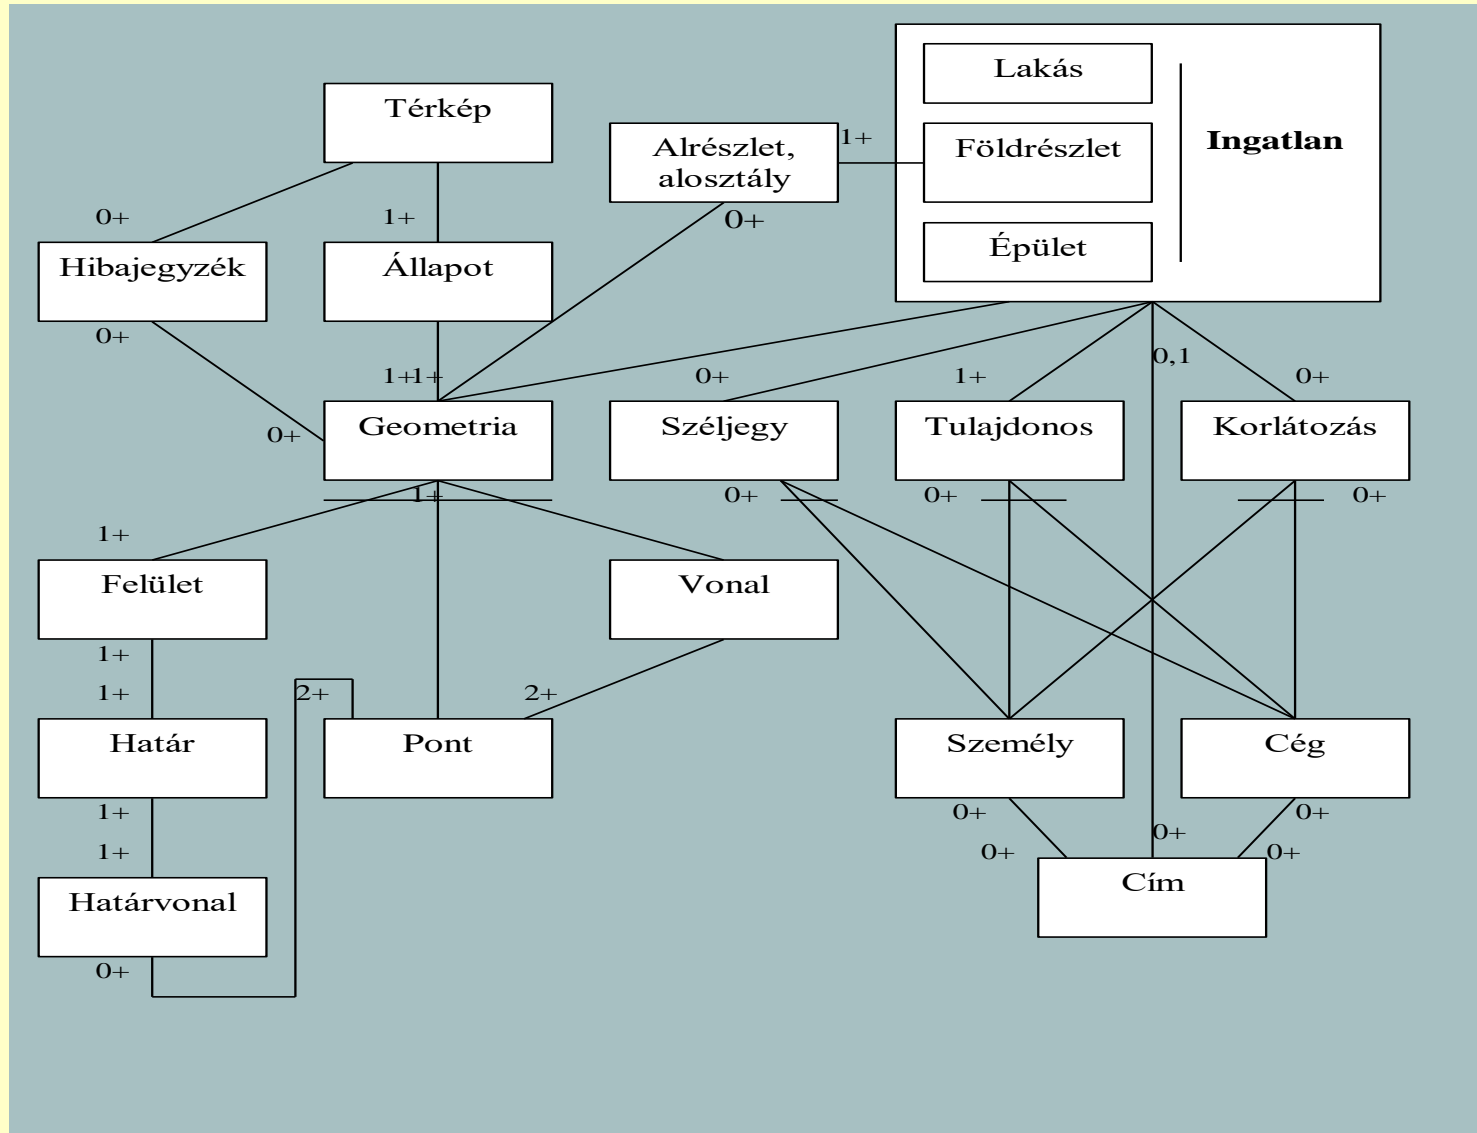 Lakás
Térkép
Alrészlet,
alosztály
1+
Földrészlet
Ingatlan
0+
1+
0+
Hibajegyzék
Állapot
Épület
0+
0,1
1+
1+
0+
1+
0+
0+
Geometria
Széljegy
Tulajdonos
Korlátozás
1+
0+
0+
0+
1+
Felület
Vonal
1+
1+
2+
2+
Határ
Pont
Személy
Cég
1+
0+
0+
0+
1+
0+
0+
Határvonal
Cím
0+